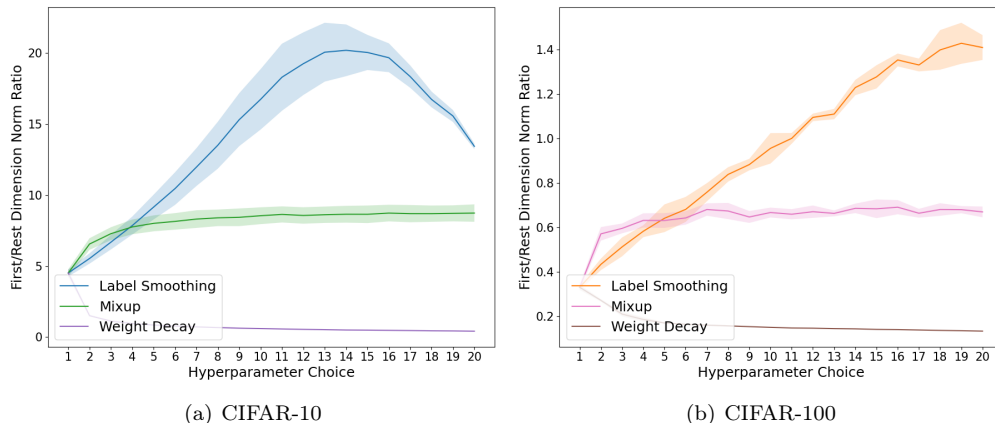 First/Rest Dimension Norm Ratio
20
15
10
5
0
Label Smoothing
Mixup
Weight Decay
1 2 3 4 5 6 7 8 9 10 11 12 13 14 15 16 17 18 19 20
Hyperparameter Choice
(a) CIFAR-10
First/Rest Dimension Norm Ratio
1.4
1.2
1.0
0.8
0.6
0.4
0.2
Label Smoothing
Mixup
Weight Decay
1 2 3 4 5 6 7 8 9 10 11 12 13 14 15 16 17 18 19 20
Hyperparameter Choice
(b) CIFAR-100